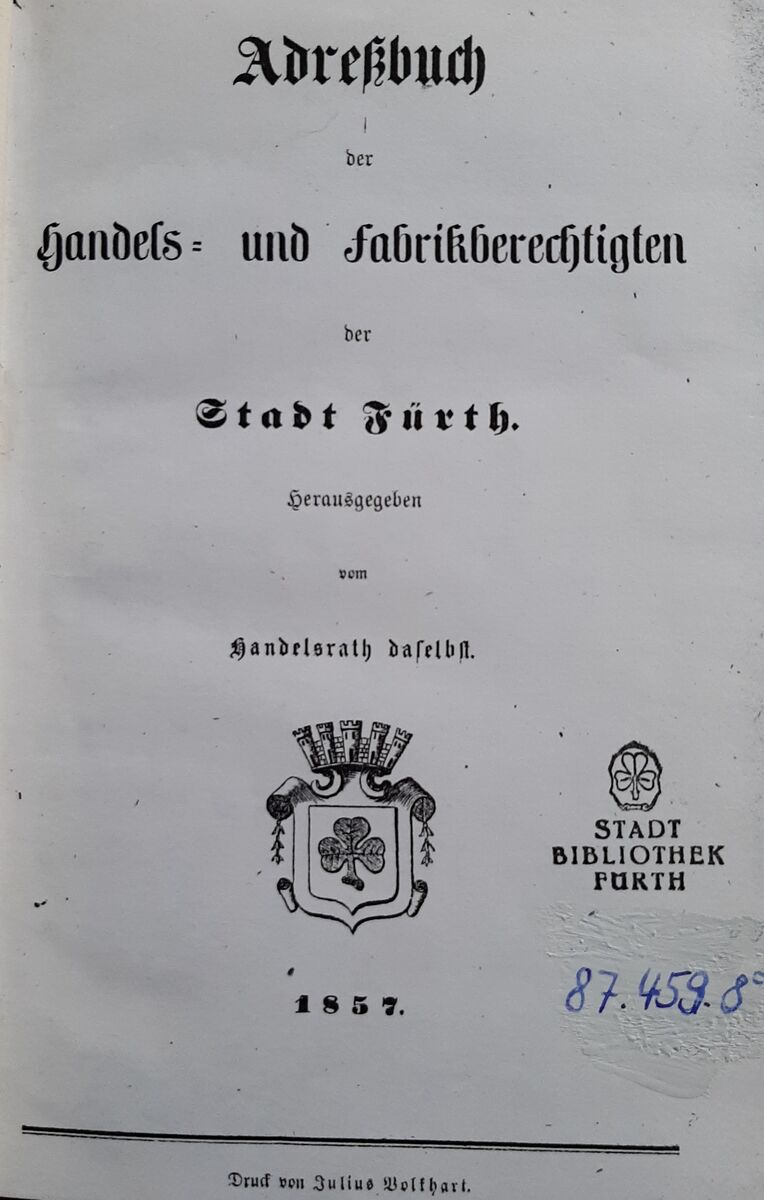 Adreßbuch
der
Handels- und Fabrikberechtigten
der
Stadt Fürth.
Herausgegeben
vom
Handelsrath daſelbſt.
STADT
BIBLIOTHEK
FÜRTH
87.459.8°
1857.
Druck von Julius Volkhart.